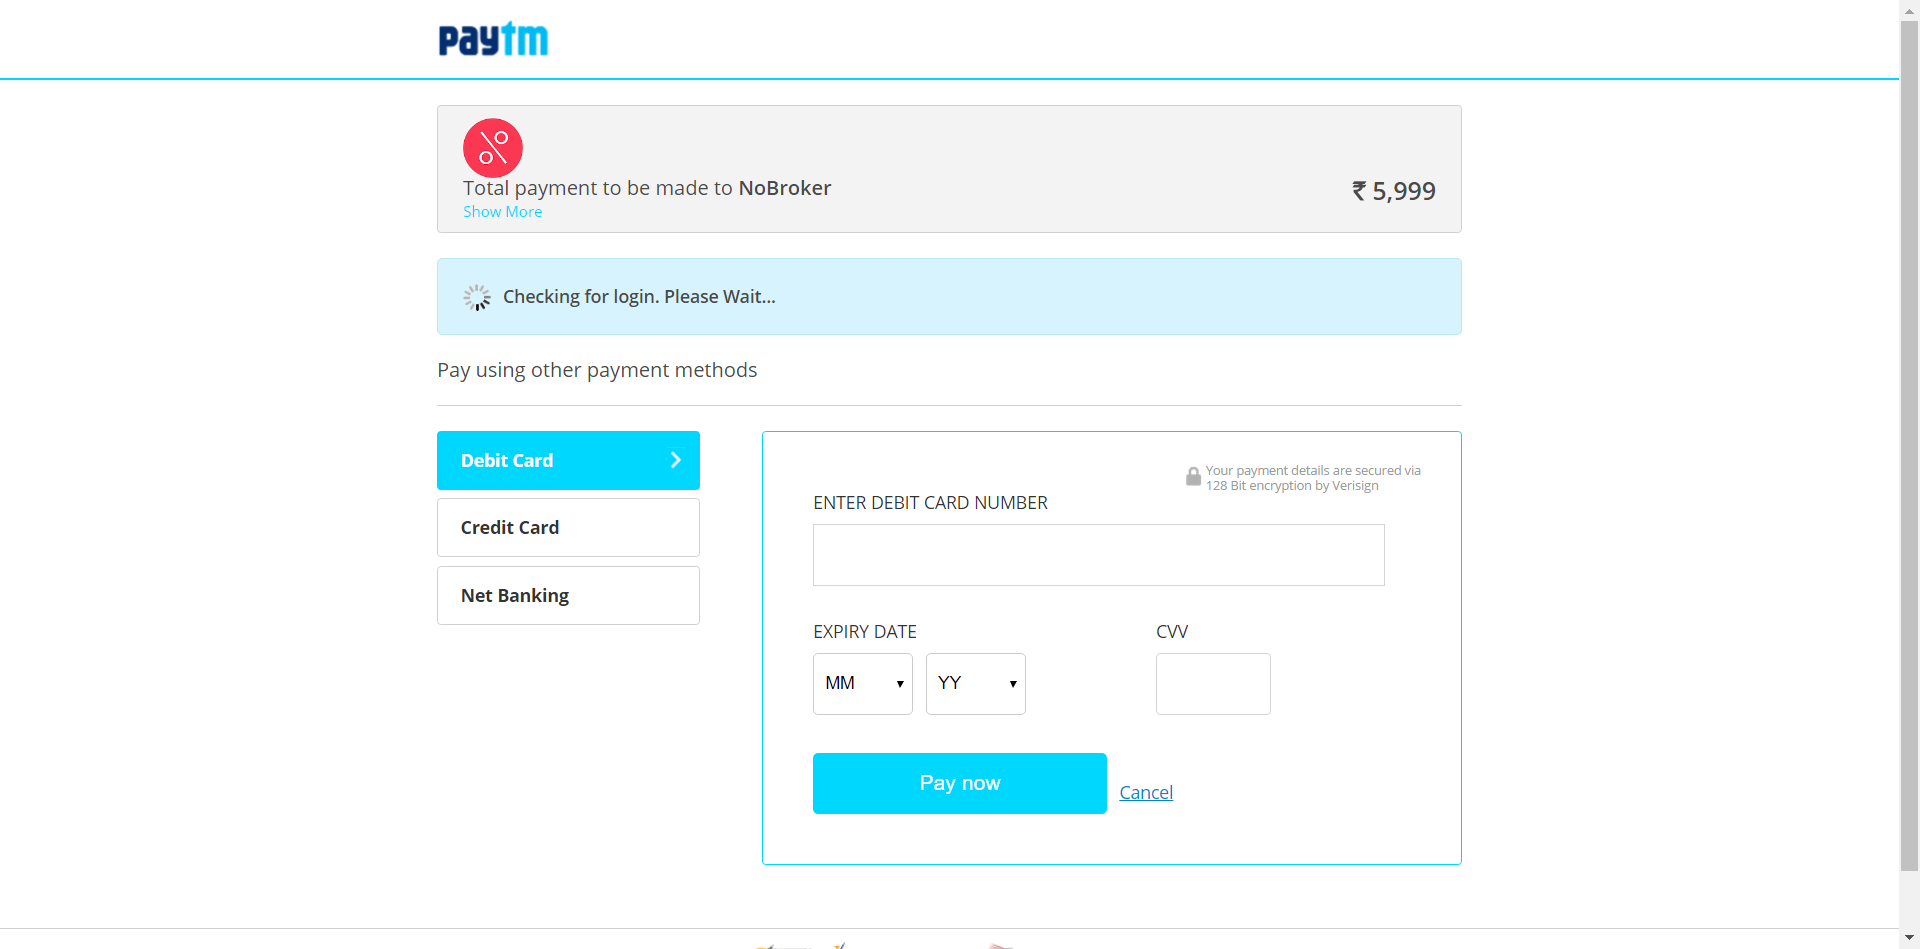 paytm
Total payment to be made to NoBroker
₹ 5,999
Show More
Checking for login. Please Wait...
Pay using other payment methods
Debit Card
Credit Card
Net Banking
Your payment details are secured via
128 Bit encryption by Verisign
ENTER DEBIT CARD NUMBER
EXPIRY DATE
CVV
MM
YY
Pay now
Cancel